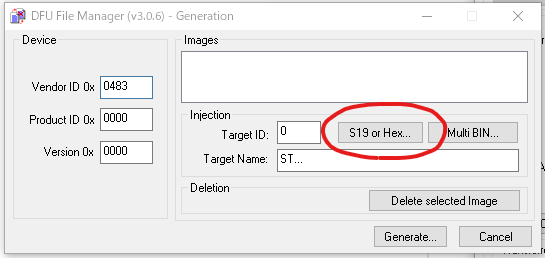 DFU File Manager (v3.0.6) - Generation
Device
Vendor ID 0x 0483
Product ID 0x 0000
Version 0x 0000
Images
Injection
Target ID: 0 S19 or Hex... Multi BIN...
Target Name: ST...
Deletion
Delete selected Image
Generate... Cancel